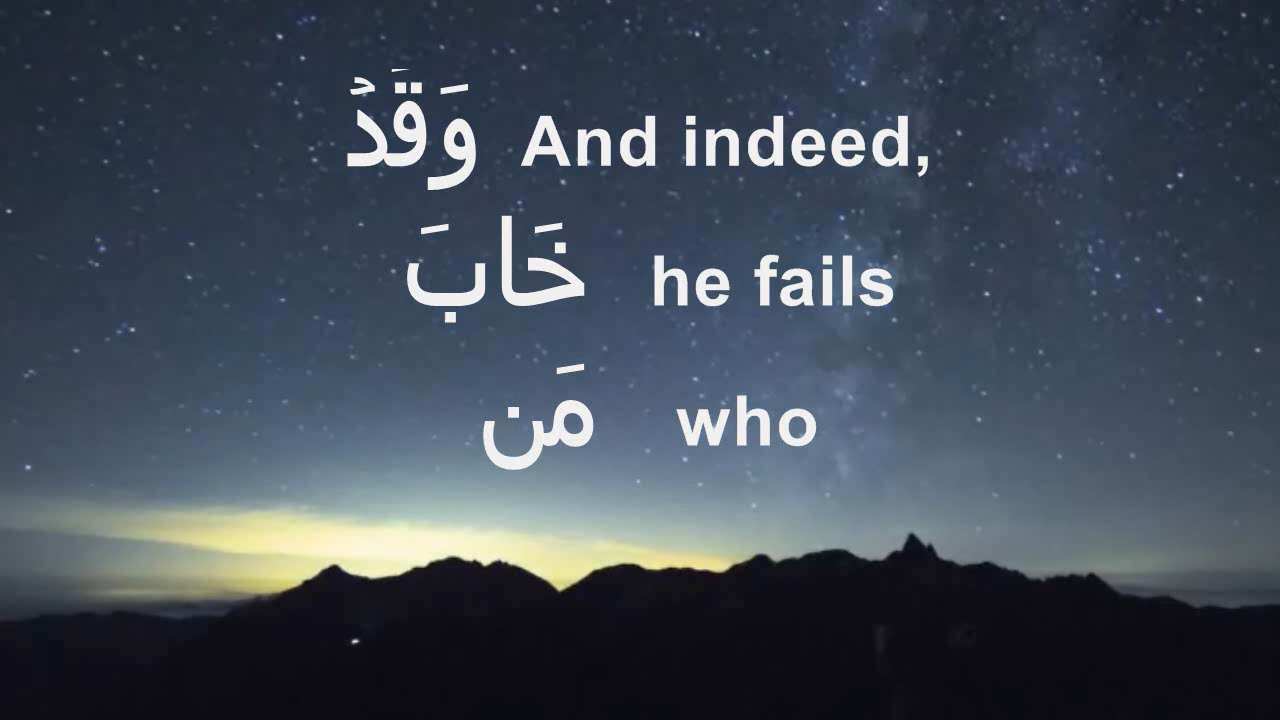 وَقَدْ And indeed,
خَابَ he fails
مَن who